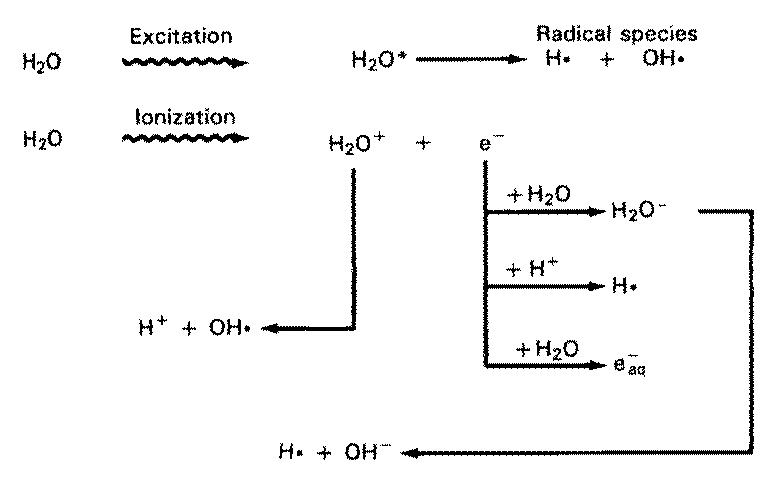 Excitation
Radical species
H₂O H₂O* H• + OH•
Ionization
H₂O H₂O⁺ + e⁻
+ H₂O
H₂O⁻
+ H⁺
H•
H⁺ + OH•
+ H₂O
e⁻aq
H• + OH⁻